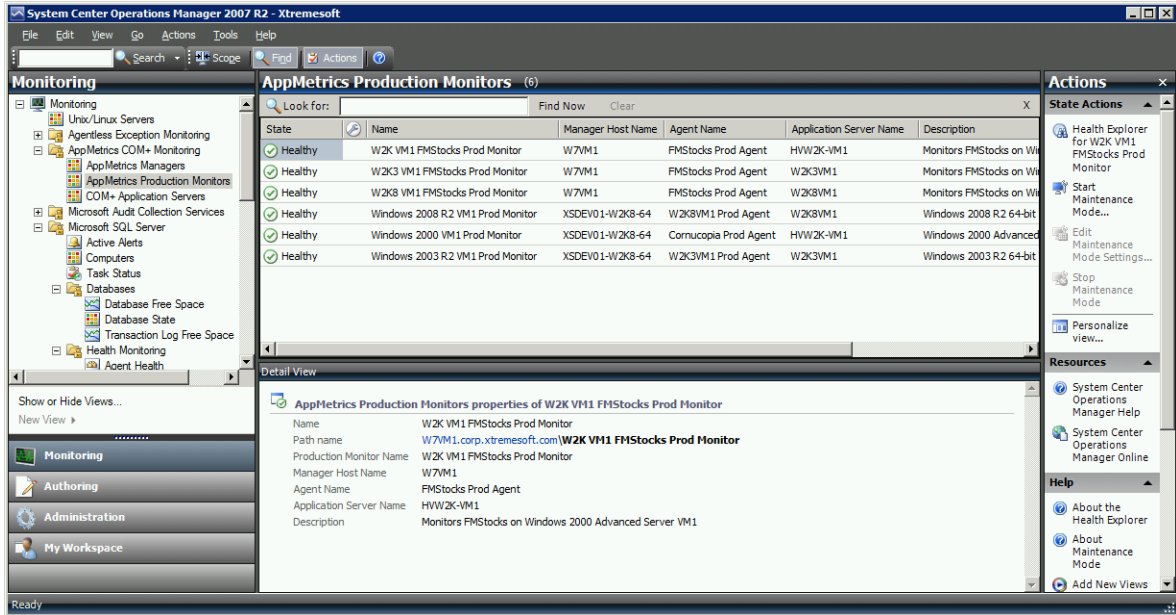 System Center Operations Manager 2007 R2 - Xtremesoft
File Edit View Go Actions Tools Help
Search Scope Find Actions
Monitoring
Monitoring
Unix/Linux Servers
Agentless Exception Monitoring
AppMetrics COM+ Monitoring
AppMetrics Managers
AppMetrics Production Monitors
COM+ Application Servers
Microsoft Audit Collection Services
Microsoft SQL Server
Active Alerts
Computers
Task Status
Databases
Database Free Space
Database State
Transaction Log Free Space
Health Monitoring
Agent Health
Show or Hide Views...
New View
Monitoring
Authoring
Administration
My Workspace
AppMetrics Production Monitors (6)
Look for: Find Now Clear X
State Name Manager Host Name Agent Name Application Server Name Description
Healthy W2K VM1 FMStocks Prod Monitor W7VM1 FMStocks Prod Agent HVW2K-VM1 Monitors FMStocks on Wi
Healthy W2K3 VM1 FMStocks Prod Monitor W7VM1 FMStocks Prod Agent W2K3VM1 Monitors FMStocks on Wi
Healthy W2K8 VM1 FMStocks Prod Monitor W7VM1 FMStocks Prod Agent W2K8VM1 Monitors FMStocks on Wi
Healthy Windows 2008 R2 VM1 Prod Monitor XSDEV01-W2K8-64 W2K8VM1 Prod Agent W2K8VM1 Windows 2008 R2 64-bit
Healthy Windows 2000 VM1 Prod Monitor XSDEV01-W2K8-64 Cornucopia Prod Agent HVW2K-VM1 Windows 2000 Advanced
Healthy Windows 2003 R2 VM1 Prod Monitor XSDEV01-W2K8-64 W2K3VM1 Prod Agent W2K3VM1 Windows 2003 R2 64-bit
Detail View
AppMetrics Production Monitors properties of W2K VM1 FMStocks Prod Monitor
Name W2K VM1 FMStocks Prod Monitor
Path name W7VM1.corp.xtremesoft.com\W2K VM1 FMStocks Prod Monitor
Production Monitor Name W2K VM1 FMStocks Prod Monitor
Manager Host Name W7VM1
Agent Name FMStocks Prod Agent
Application Server Name HVW2K-VM1
Description Monitors FMStocks on Windows 2000 Advanced Server VM1
Actions
State Actions
Health Explorer
for W2K VM1
FMStocks Prod
Monitor
Start
Maintenance
Mode...
Edit
Maintenance
Mode Settings...
Stop
Maintenance
Mode
Personalize
view...
Resources
System Center
Operations
Manager Help
System Center
Operations
Manager Online
Help
About the
Health Explorer
About
Maintenance
Mode
Add New Views
Ready